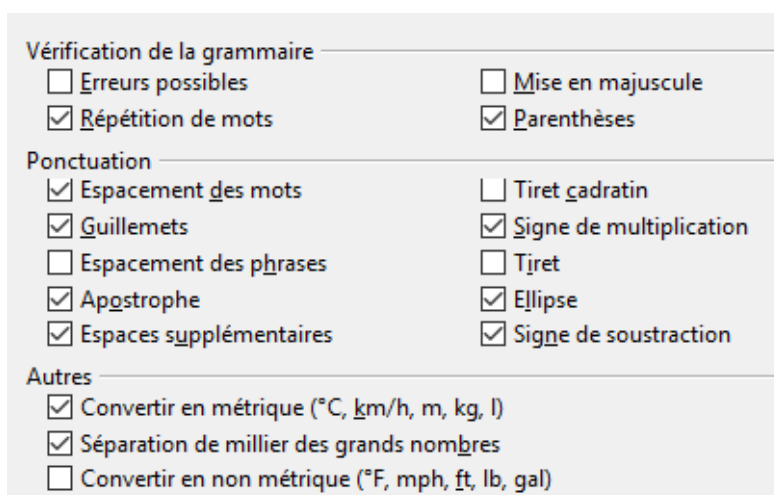 Vérification de la grammaire
Erreurs possibles
Mise en majuscule
Répétition de mots
Parenthèses
Ponctuation
Espacement des mots
Tiret cadratin
Guillemets
Signe de multiplication
Espacement des phrases
Tiret
Apostrophe
Ellipse
Espaces supplémentaires
Signe de soustraction
Autres
Convertir en métrique (°C, km/h, m, kg, l)
Séparation de millier des grands nombres
Convertir en non métrique (°F, mph, ft, lb, gal)